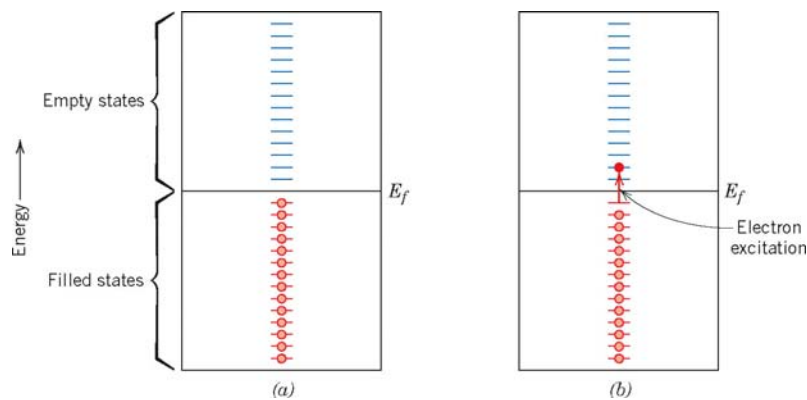 Empty states
Energy
Filled states
E_f
(a)
E_f
Electron
excitation
(b)